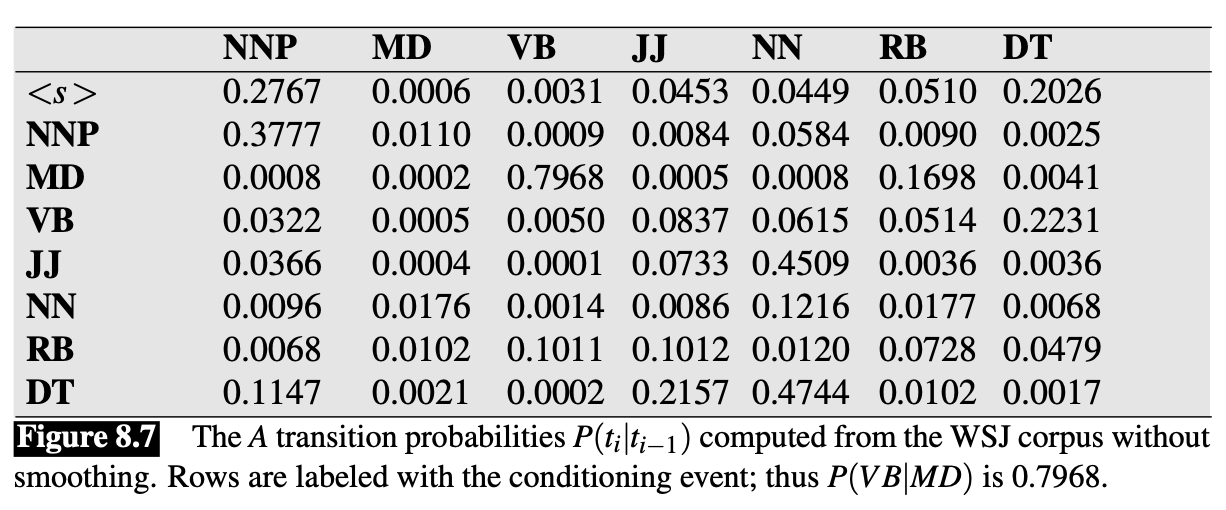 NNP MD VB JJ NN RB DT
<s> 0.2767 0.0006 0.0031 0.0453 0.0449 0.0510 0.2026
NNP 0.3777 0.0110 0.0009 0.0084 0.0584 0.0090 0.0025
MD 0.0008 0.0002 0.7968 0.0005 0.0008 0.1698 0.0041
VB 0.0322 0.0005 0.0050 0.0837 0.0615 0.0514 0.2231
JJ 0.0366 0.0004 0.0001 0.0733 0.4509 0.0036 0.0036
NN 0.0096 0.0176 0.0014 0.0086 0.1216 0.0177 0.0068
RB 0.0068 0.0102 0.1011 0.1012 0.0120 0.0728 0.0479
DT 0.1147 0.0021 0.0002 0.2157 0.4744 0.0102 0.0017
Figure 8.7 The A transition probabilities P(tᵢ|tᵢ₋₁) computed from the WSJ corpus without
smoothing. Rows are labeled with the conditioning event; thus P(VB|MD) is 0.7968.